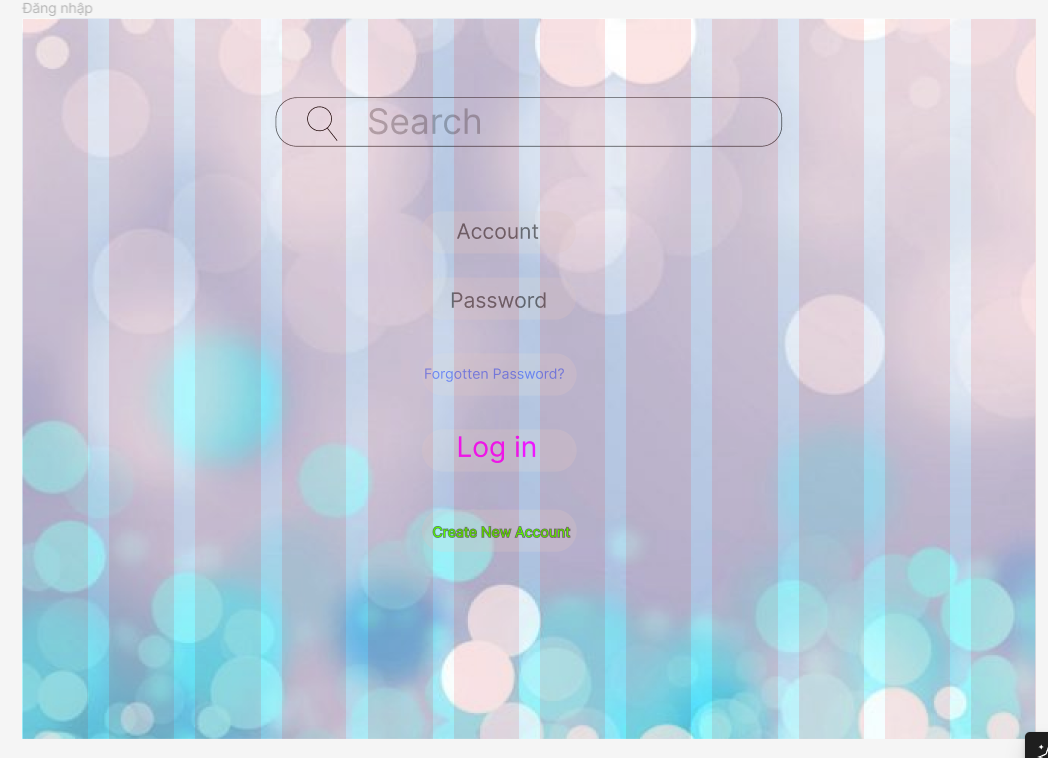 Đăng nhập
Search
Account
Password
Forgotten Password?
Log in
Create New Account